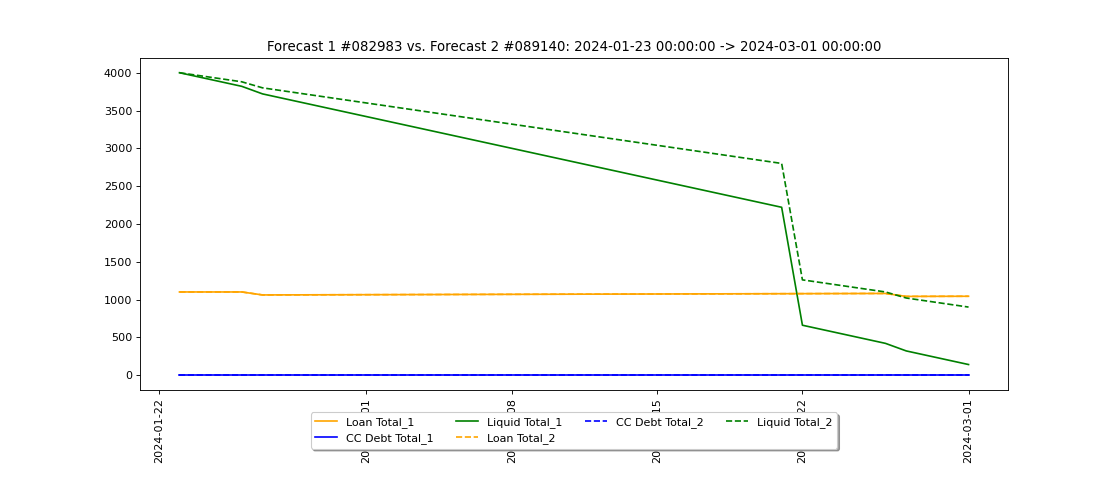 Forecast 1 #082983 vs. Forecast 2 #089140: 2024-01-23 00:00:00 -> 2024-03-01 00:00:00
4000
3500
3000
2500
2000
1500
1000
500
0
2024-01-22
2024-03-01
Loan Total_1
CC Debt Total_1
Liquid Total_1
Loan Total_2
CC Debt Total_2
Liquid Total_2